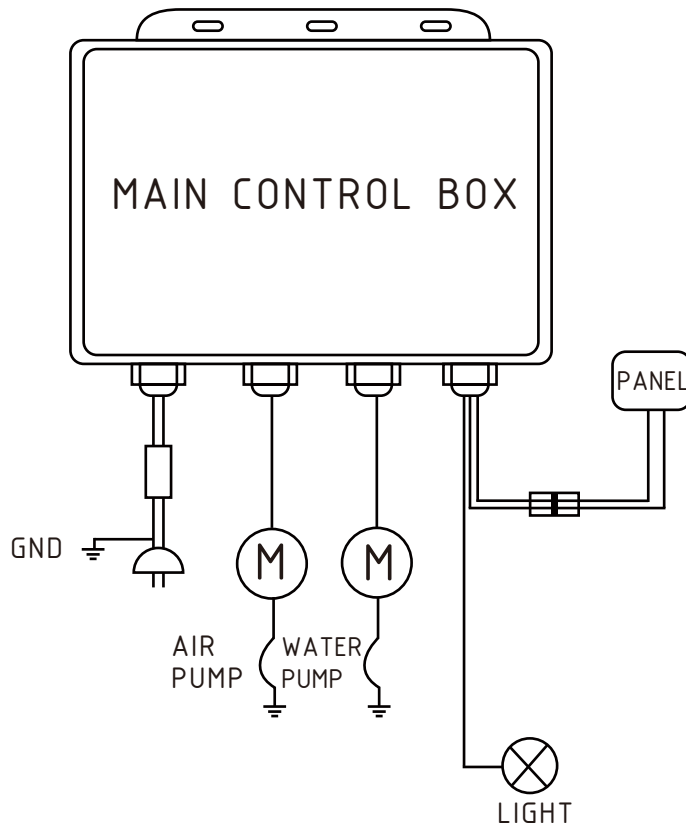 MAIN CONTROL BOX
PANEL
GND
M
M
AIR
PUMP
WATER
PUMP
LIGHT